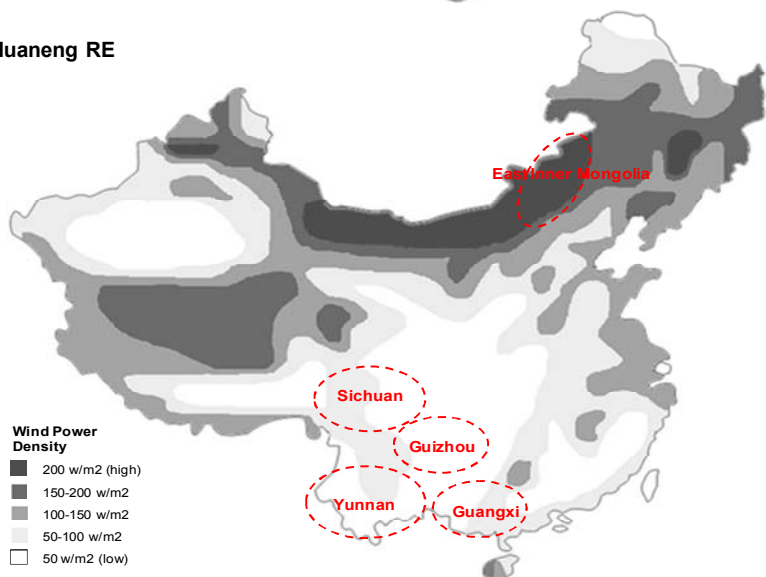 Huaneng RE
East Inner Mongolia
Sichuan
Guizhou
Yunnan
Guangxi
Wind Power
Density
200 w/m2 (high)
150-200 w/m2
100-150 w/m2
50-100 w/m2
50 w/m2 (low)